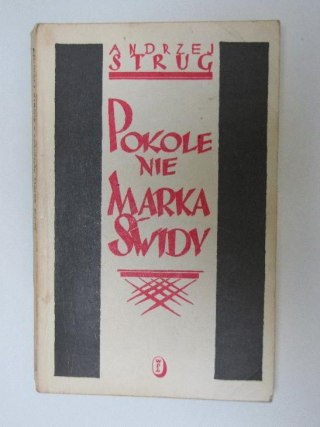 ANDRZEJ
STRUG
POKOLE
NIE
MARKA
ŚWIDY